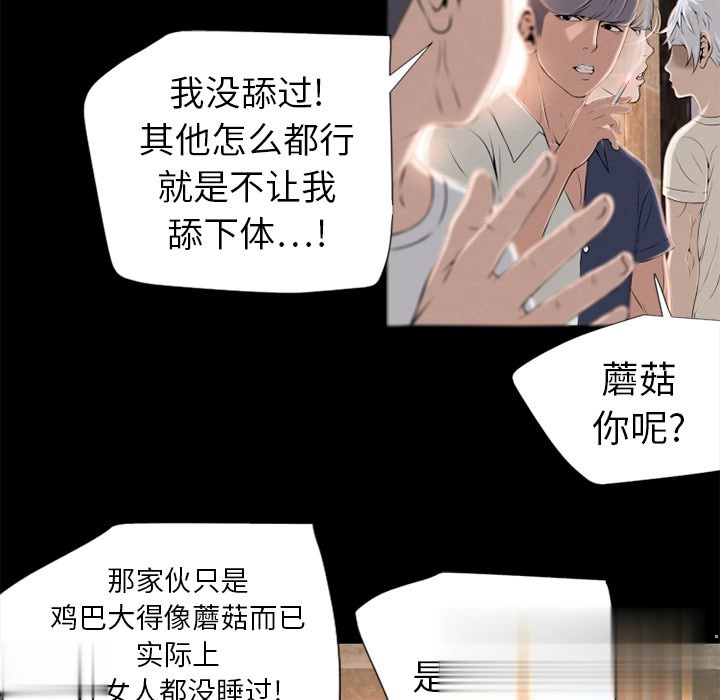 我没舔过!
其他怎么都行
就是不让我
舔下体...!
蘑菇
你呢?
那家伙只是
鸡巴大得像蘑菇而已
实际上
女人都没睡过!
是